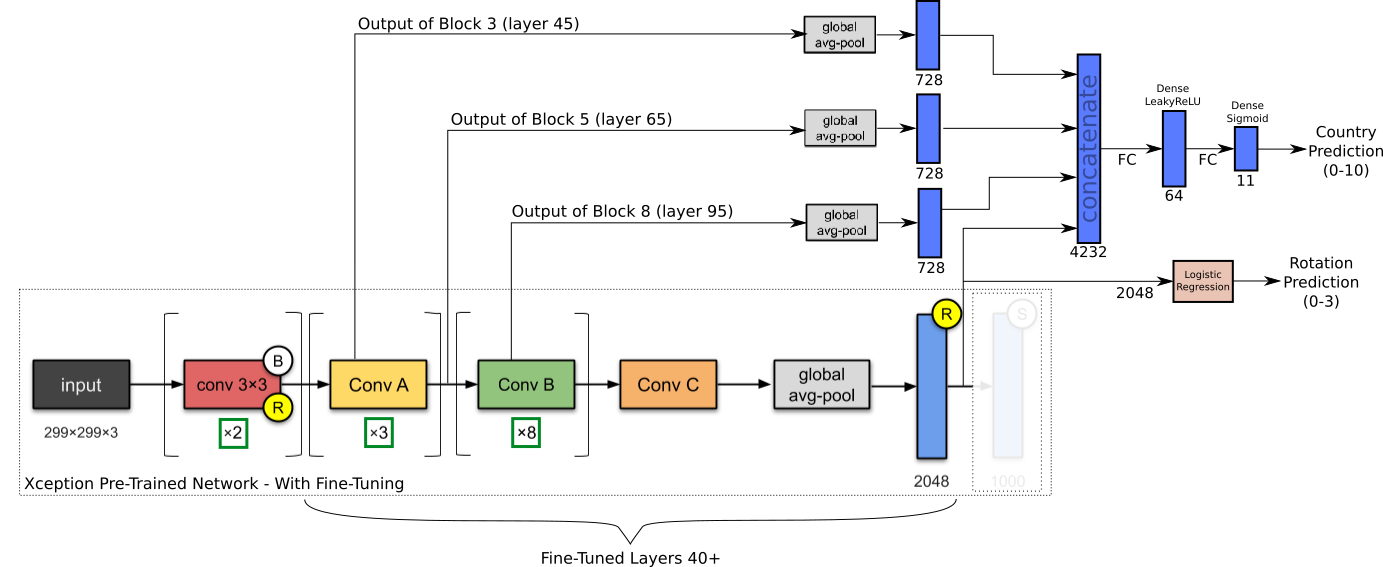 Output of Block 3 (layer 45)
global
avg-pool
728
Output of Block 5 (layer 65)
global
avg-pool
728
Output of Block 8 (layer 95)
global
avg-pool
728
concatenate
4232
FC
Dense
LeakyReLU
64
FC
Dense
Sigmoid
11
Country
Prediction
(0-10)
2048
Logistic
Regression
Rotation
Prediction
(0-3)
input
299×299×3
conv 3×3
B
R
×2
Conv A
×3
Conv B
×8
Conv C
global
avg-pool
R
2048
S
1000
Xception Pre-Trained Network - With Fine-Tuning
Fine-Tuned Layers 40+